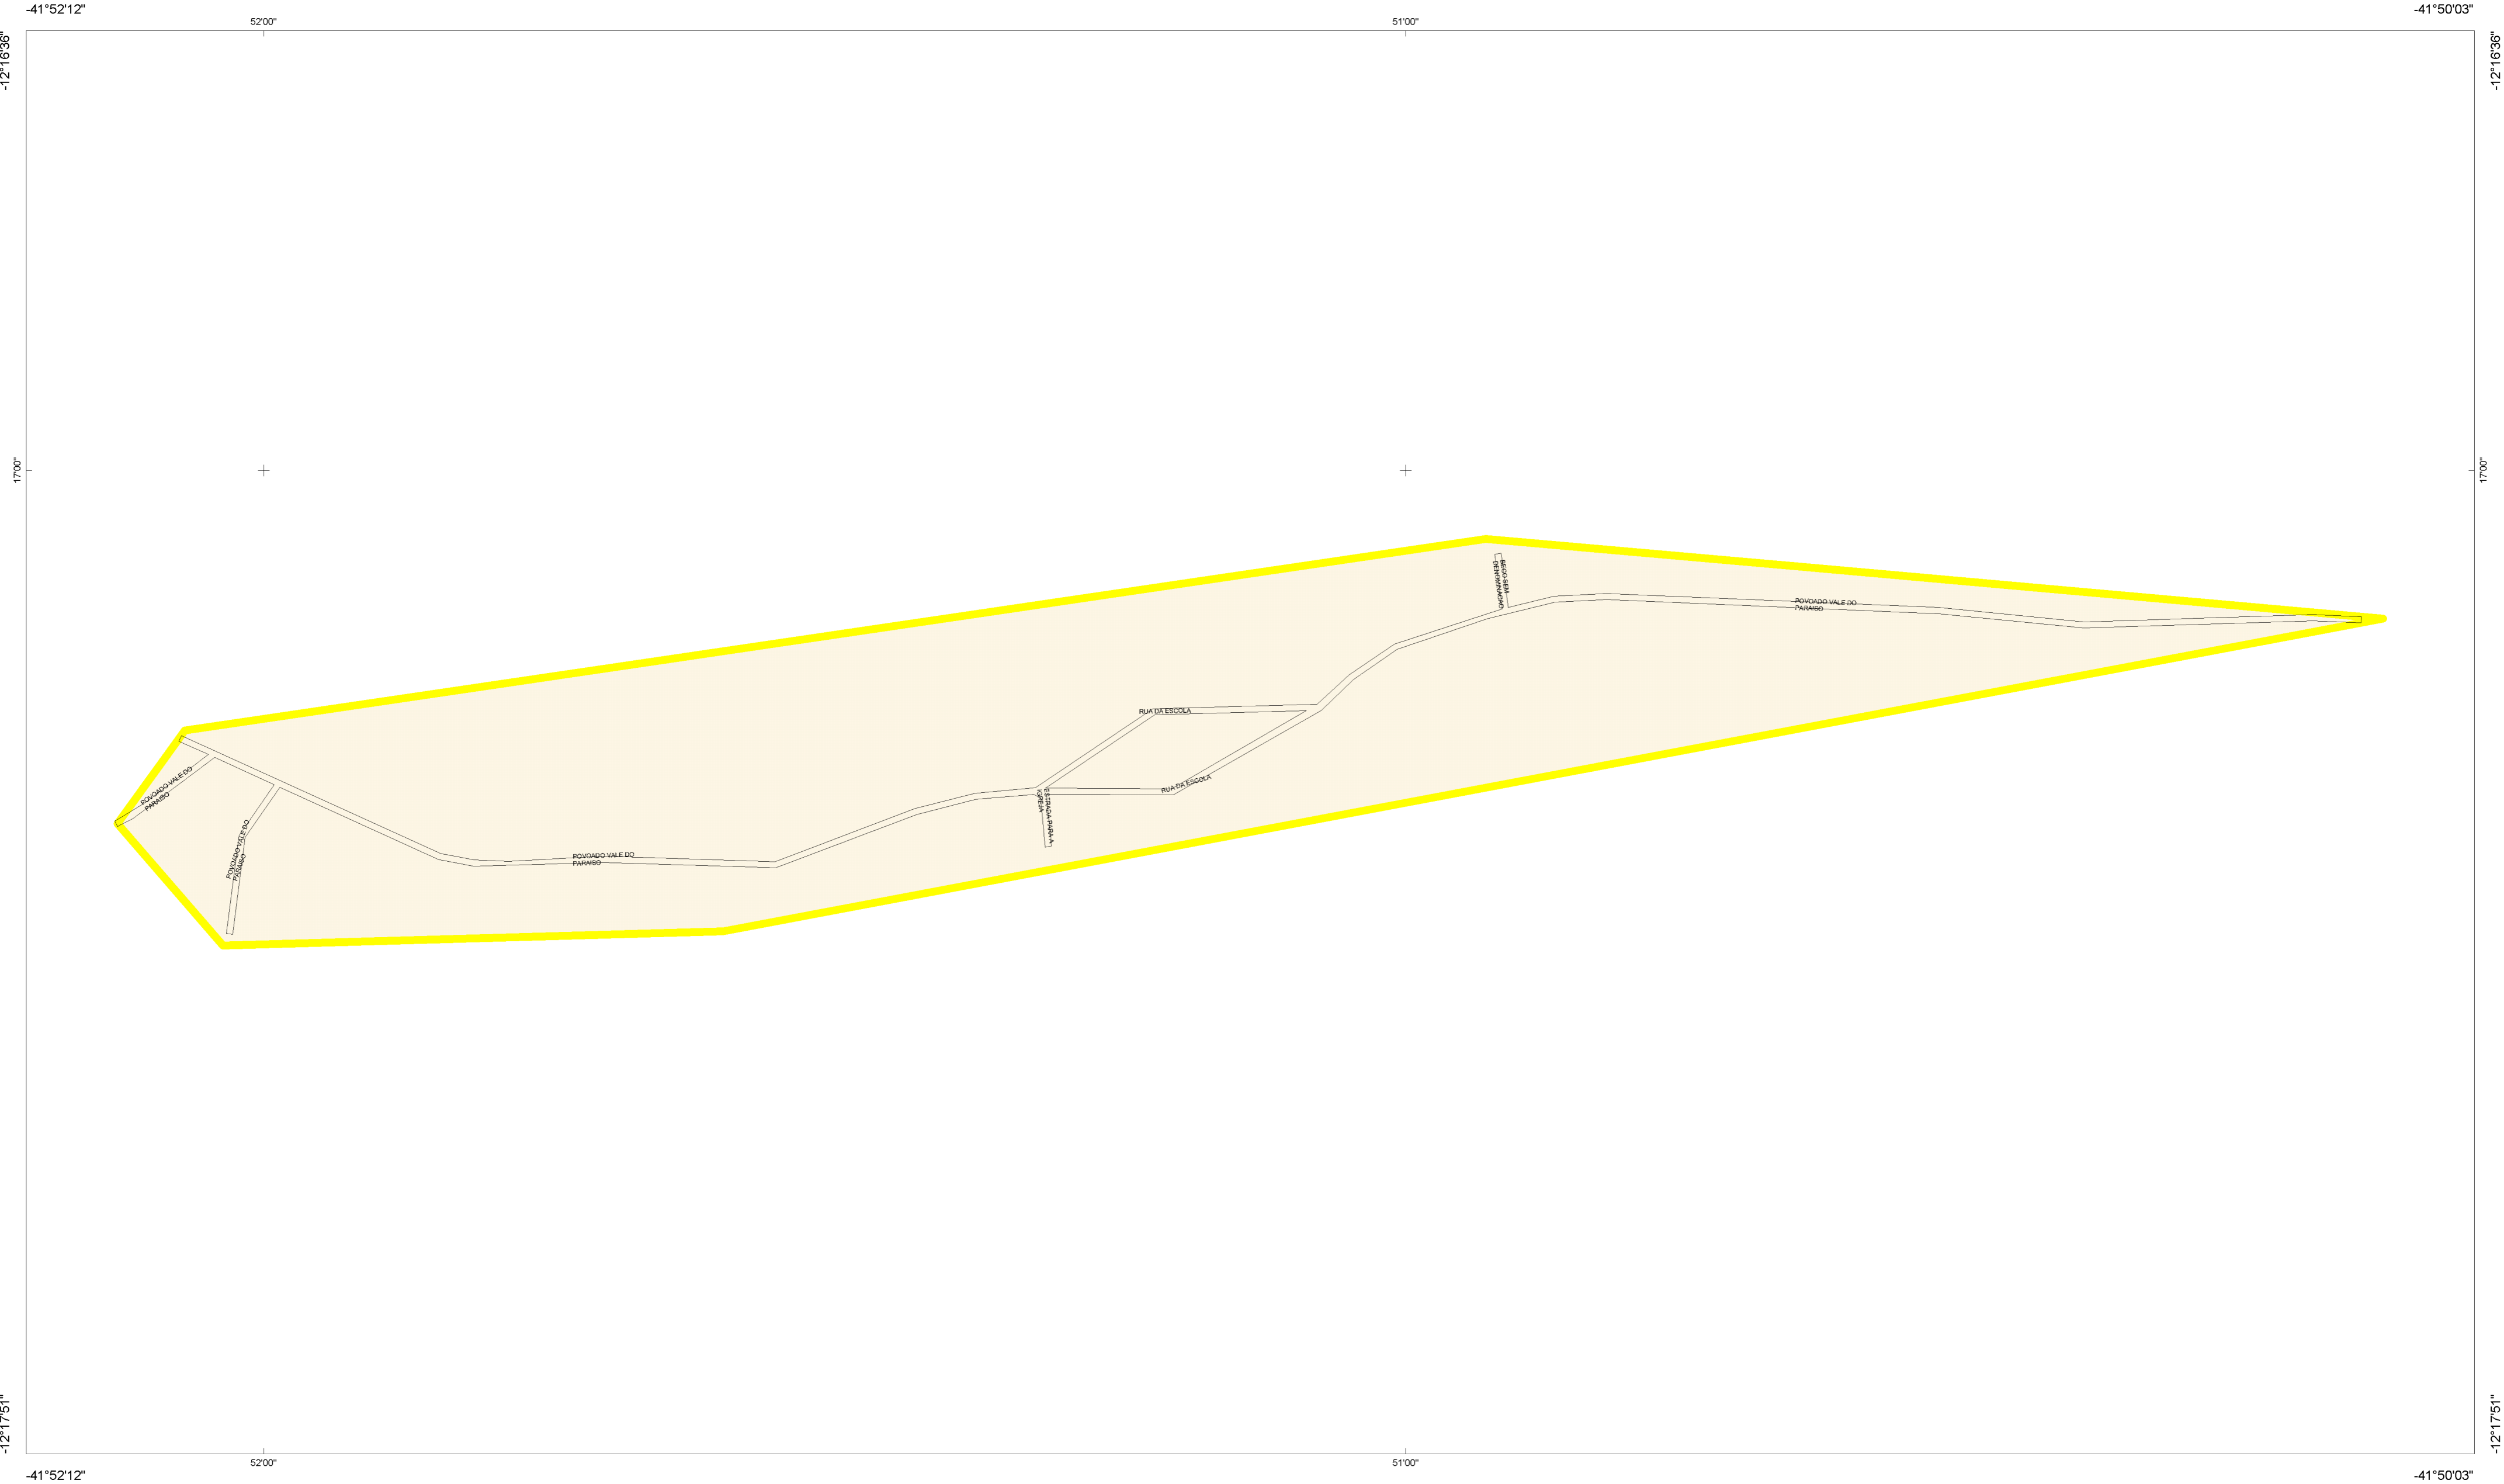 -41°52'12"
-41°50'03"
52'00"
51'00"
-12°16'36"
-12°16'36"
17'00"
17'00"
BECO SEM
DENOMINACAO
POVOADO VALE DO
PARAISO
RUA DA ESCOLA
POVOADO VALE DO
PARAISO
RUA DA ESCOLA
ESTRADA PARA A
IGREJA
POVOADO VALE DO
PARAISO
POVOADO VALE DO
PARAISO
-12°17'51"
-12°17'51"
52'00"
51'00"
-41°52'12"
-41°50'03"